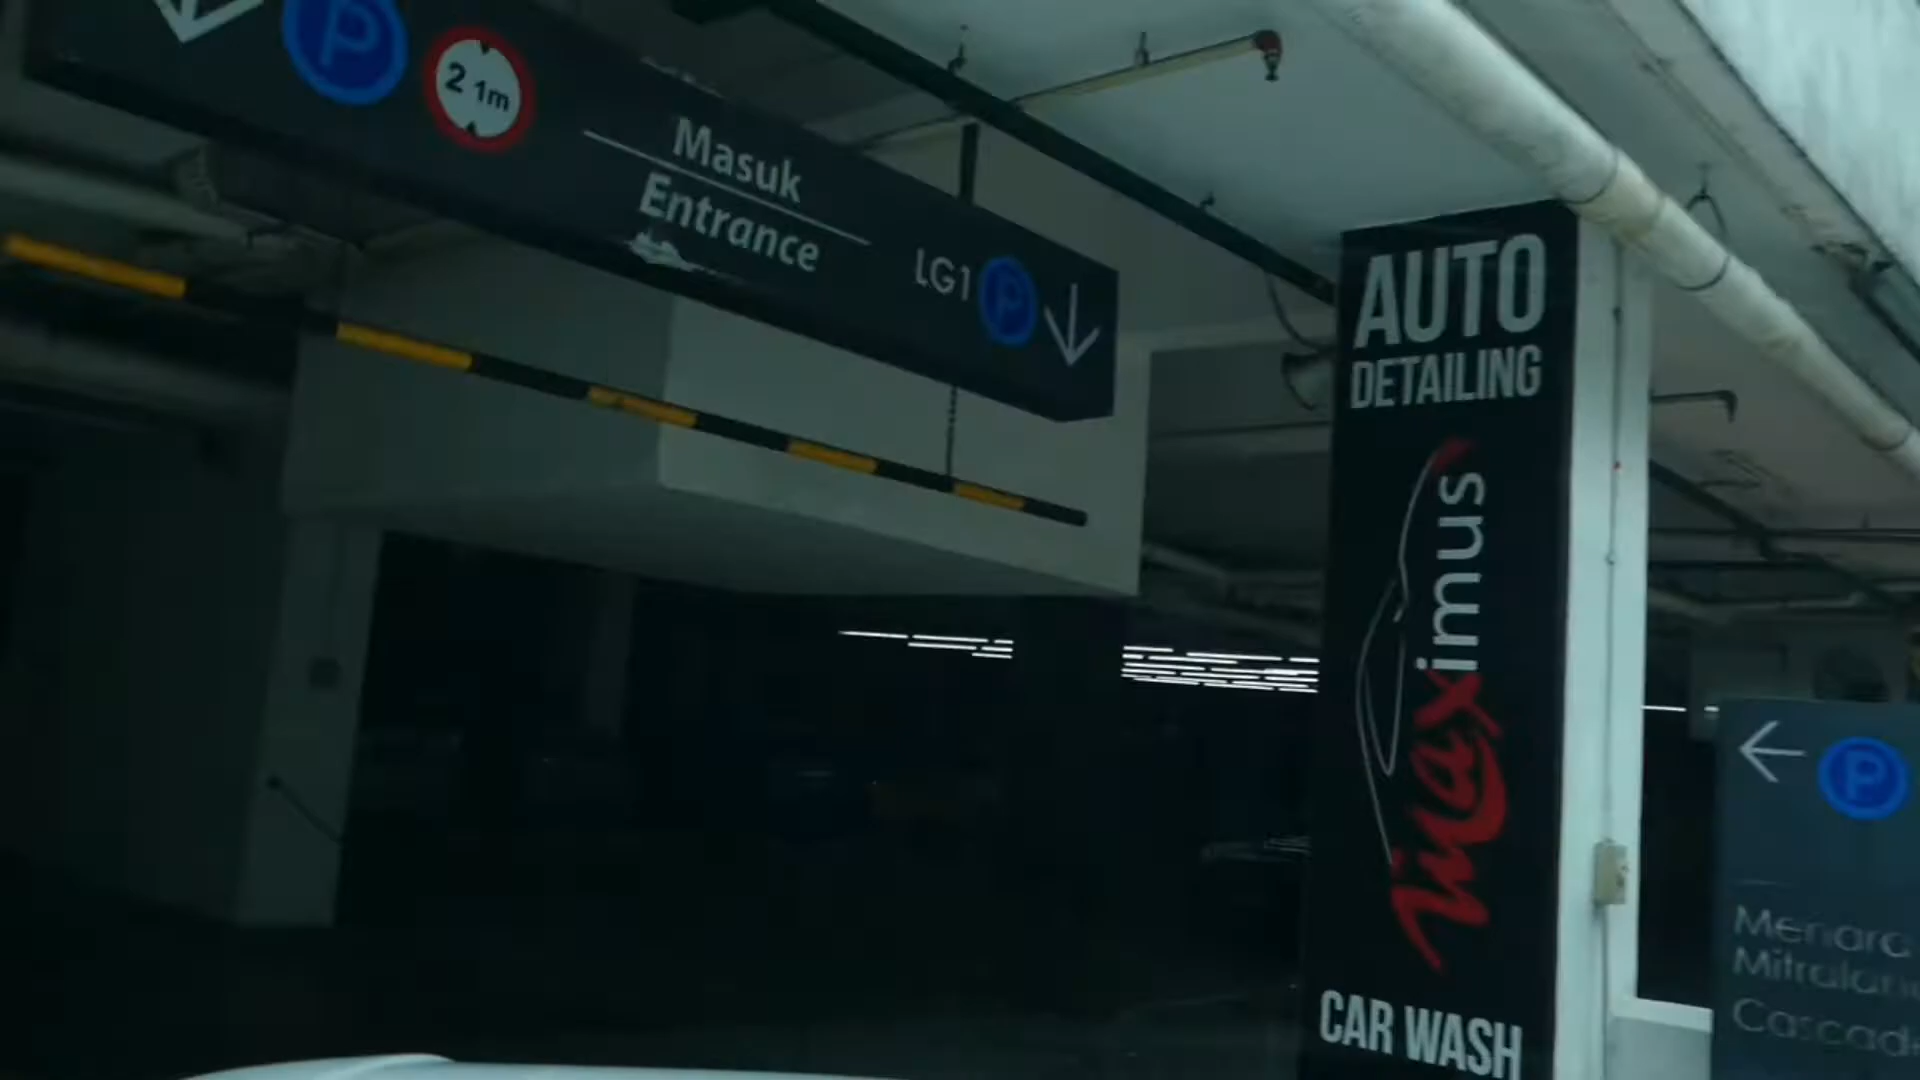 P
2 1m
Masuk
Entrance
LG1 P
AUTO
DETAILING
maximus
CAR WASH
P
Menara